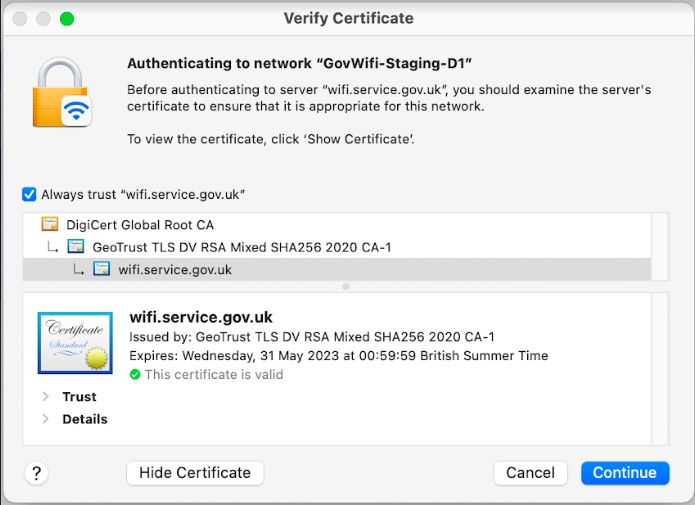 Verify Certificate
Authenticating to network “GovWifi-Staging-D1”
Before authenticating to server “wifi.service.gov.uk”, you should examine the server's
certificate to ensure that it is appropriate for this network.
To view the certificate, click ‘Show Certificate’.
Always trust “wifi.service.gov.uk”
DigiCert Global Root CA
GeoTrust TLS DV RSA Mixed SHA256 2020 CA-1
wifi.service.gov.uk
Certificate
Standard
wifi.service.gov.uk
Issued by: GeoTrust TLS DV RSA Mixed SHA256 2020 CA-1
Expires: Wednesday, 31 May 2023 at 00:59:59 British Summer Time
This certificate is valid
Trust
Details
?
Hide Certificate
Cancel
Continue